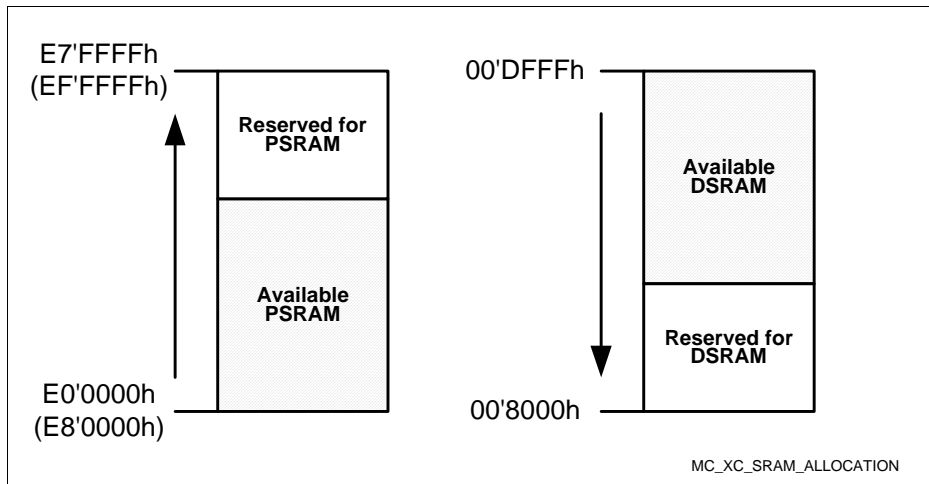 E7'FFFFh
(EF'FFFFh)
Reserved for
PSRAM
Available
PSRAM
E0'0000h
(E8'0000h)
00'DFFFh
Available
DSRAM
Reserved for
DSRAM
00'8000h
MC_XC_SRAM_ALLOCATION